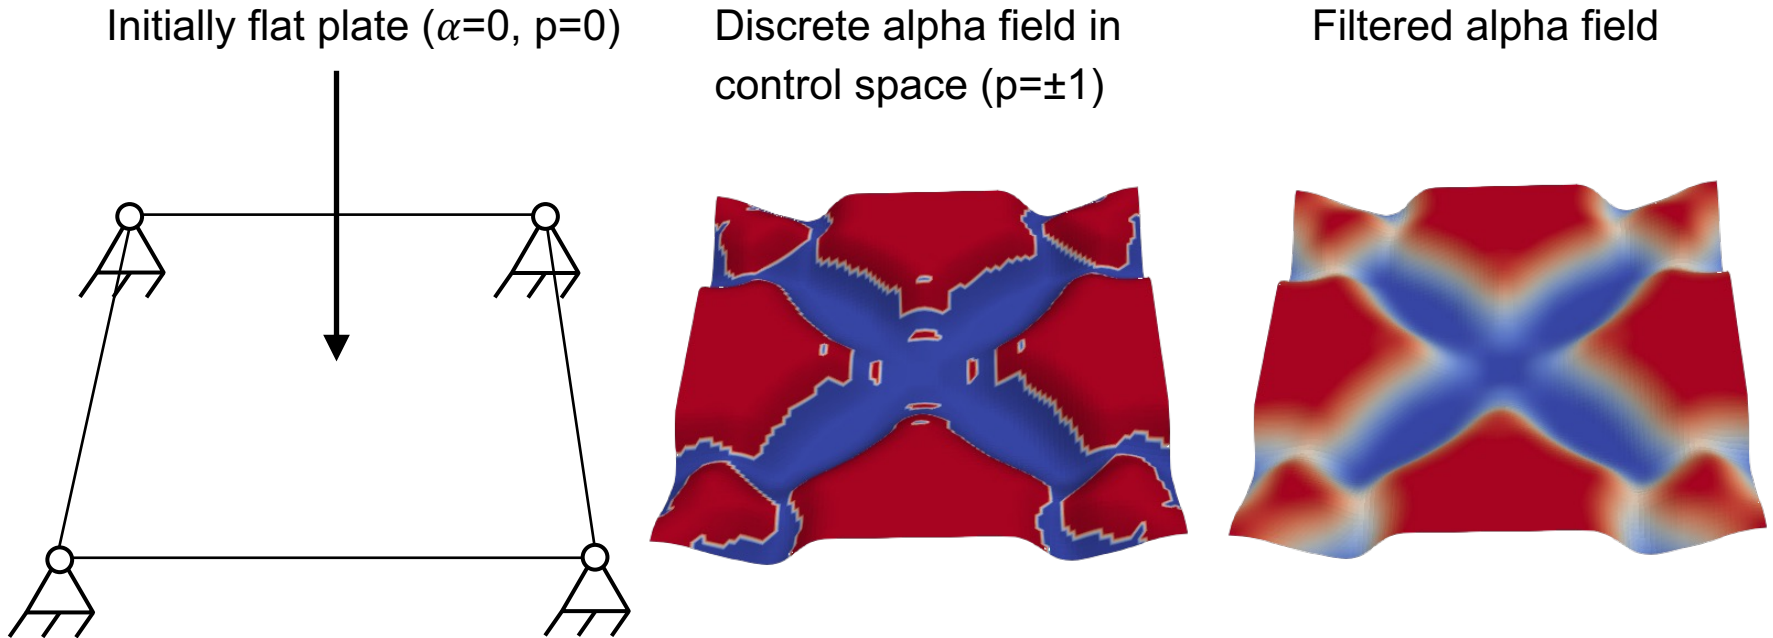 Initially flat plate (𝛼=0, p=0)
Discrete alpha field in
control space (p=±1)
Filtered alpha field